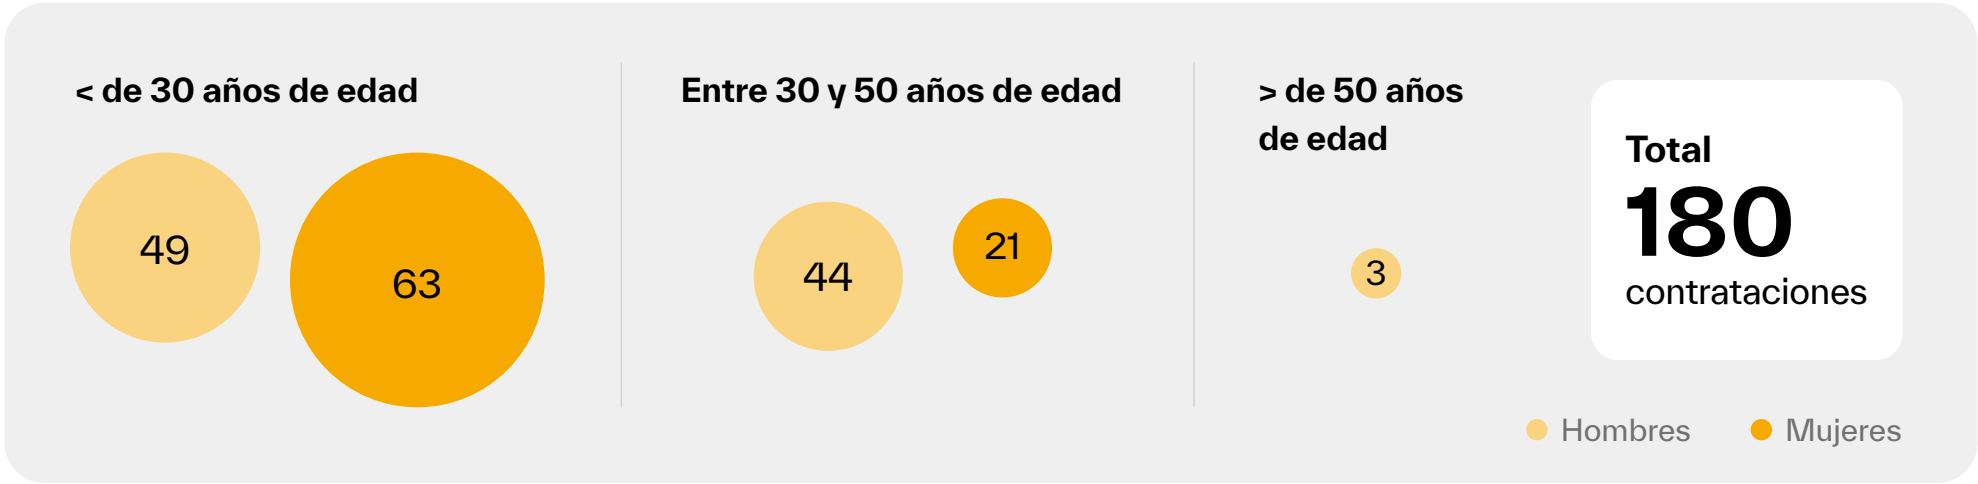 < de 30 años de edad
49
63
Entre 30 y 50 años de edad
44
21
> de 50 años
de edad
3
Total
180
contrataciones
Hombres
Mujeres